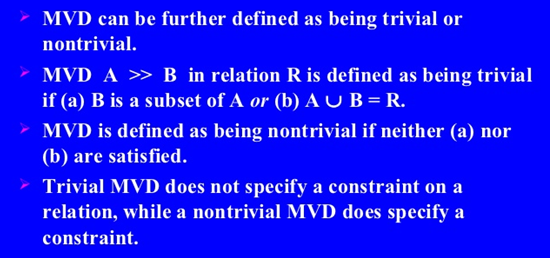 MVD can be further defined as being trivial or
nontrivial.
MVD A >> B in relation R is defined as being trivial
if (a) B is a subset of A or (b) A ∪ B = R.
MVD is defined as being nontrivial if neither (a) nor
(b) are satisfied.
Trivial MVD does not specify a constraint on a
relation, while a nontrivial MVD does specify a
constraint.